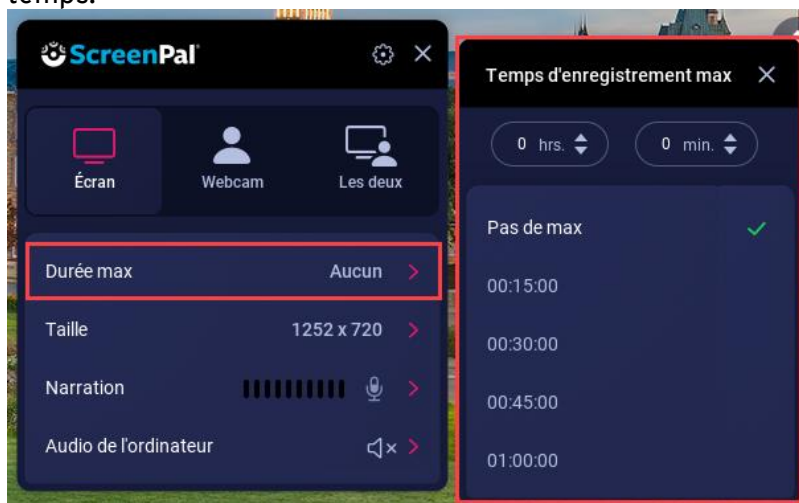 temps.
ScreenPal
Écran
Webcam
Les deux
Durée max
Aucun
Taille
1252 x 720
Narration
Audio de l'ordinateur
Temps d'enregistrement max
0 hrs.
0 min.
Pas de max
00:15:00
00:30:00
00:45:00
01:00:00